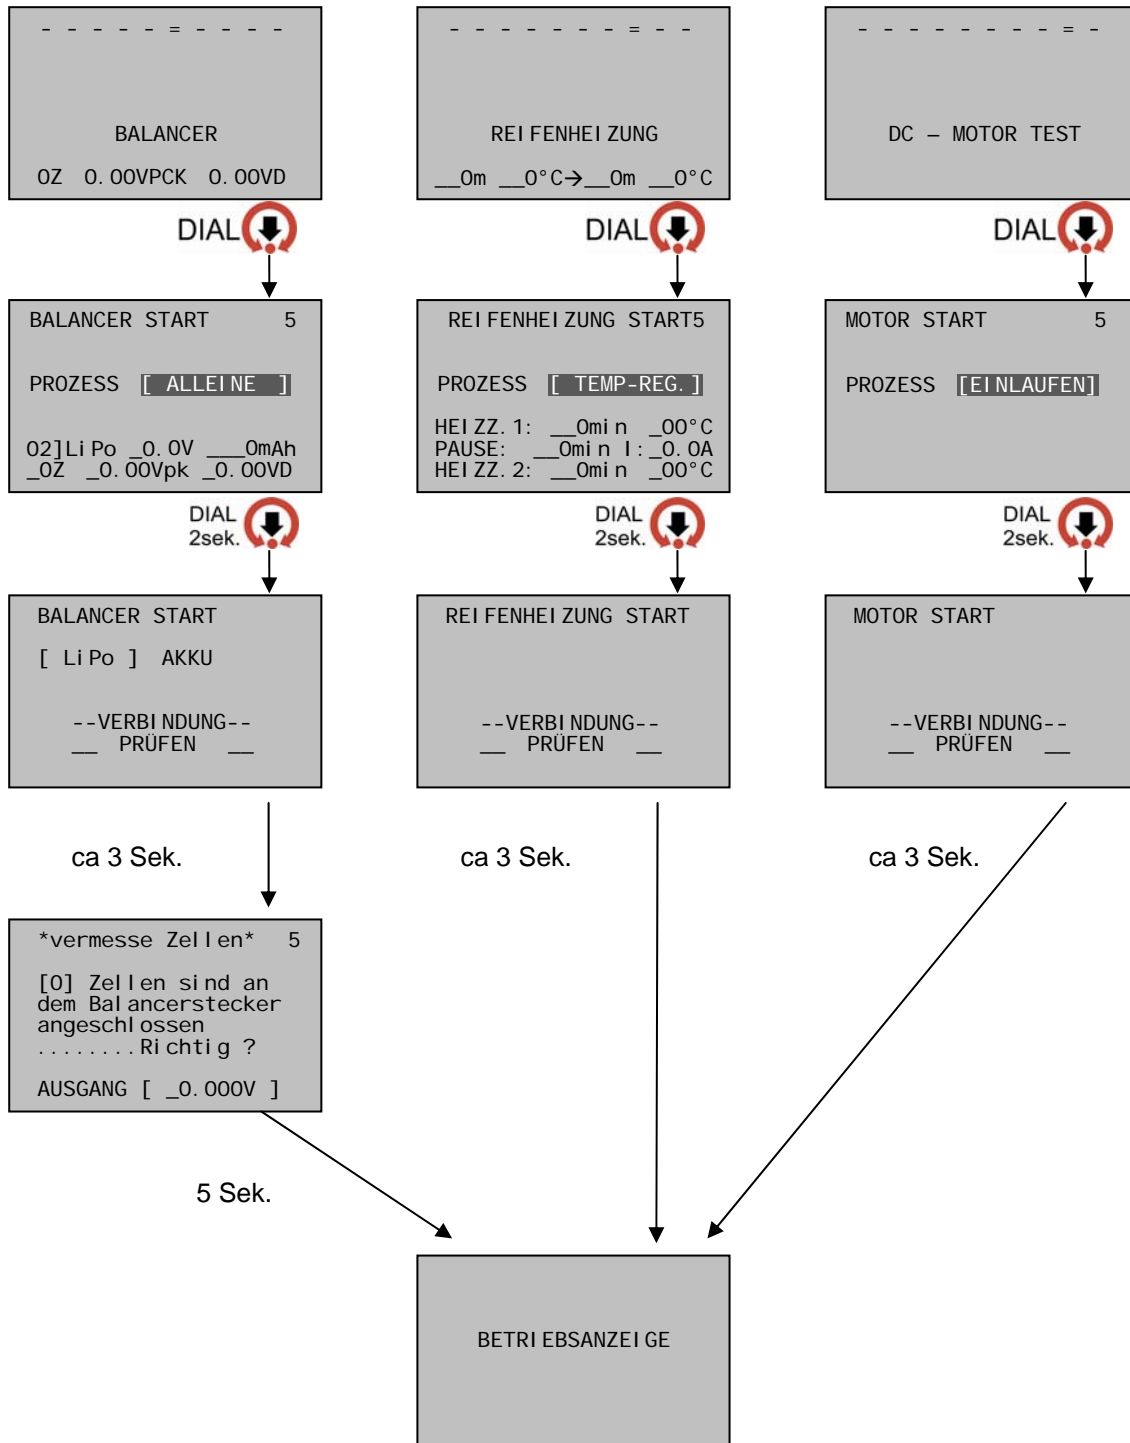 - - - - - = - - - -
BALANCER
0Z 0.00VPCK 0.00VD
- - - - - - - = - -
REIFENHEIZUNG
__0m __0°C→__0m __0°C
- - - - - - - - = -
DC – MOTOR TEST
DIAL
DIAL
DIAL
BALANCER START 5
PROZESS [ ALLEINE ]
02]LiPo _0.0V ___0mAh
_0Z _0.00Vpk _0.00VD
REIFENHEIZUNG START5
PROZESS [ TEMP-REG.]
HEIZZ.1: __0min _00°C
PAUSE: __0min I:_0.0A
HEIZZ.2: __0min _00°C
MOTOR START 5
PROZESS [EINLAUFEN]
DIAL
2sek.
DIAL
2sek.
DIAL
2sek.
BALANCER START
[ LiPo ] AKKU
--VERBINDUNG--
__ PRÜFEN __
REIFENHEIZUNG START
--VERBINDUNG--
__ PRÜFEN __
MOTOR START
--VERBINDUNG--
__ PRÜFEN __
ca 3 Sek.
ca 3 Sek.
ca 3 Sek.
*vermesse Zellen* 5
[0] Zellen sind an
dem Balancerstecker
angeschlossen
........Richtig ?
AUSGANG [ _0.000V ]
5 Sek.
BETRIEBSANZEIGE